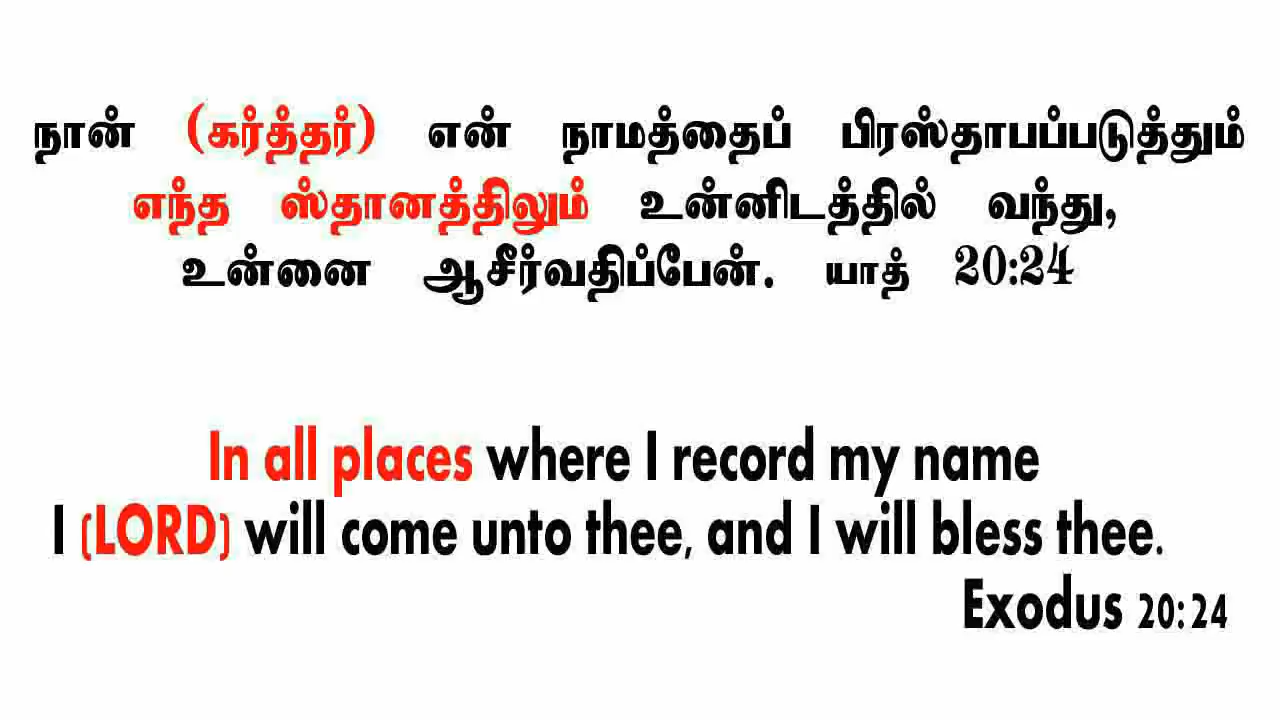 நான் (கர்த்தர்) என் நாமத்தைப் பிரஸ்தாபப்படுத்தும்
எந்த ஸ்தானத்திலும் உன்னிடத்தில் வந்து,
உன்னை ஆசீர்வதிப்பேன். யாத் 20:24
In all places where I record my name
I (LORD) will come unto thee, and I will bless thee.
Exodus 20:24